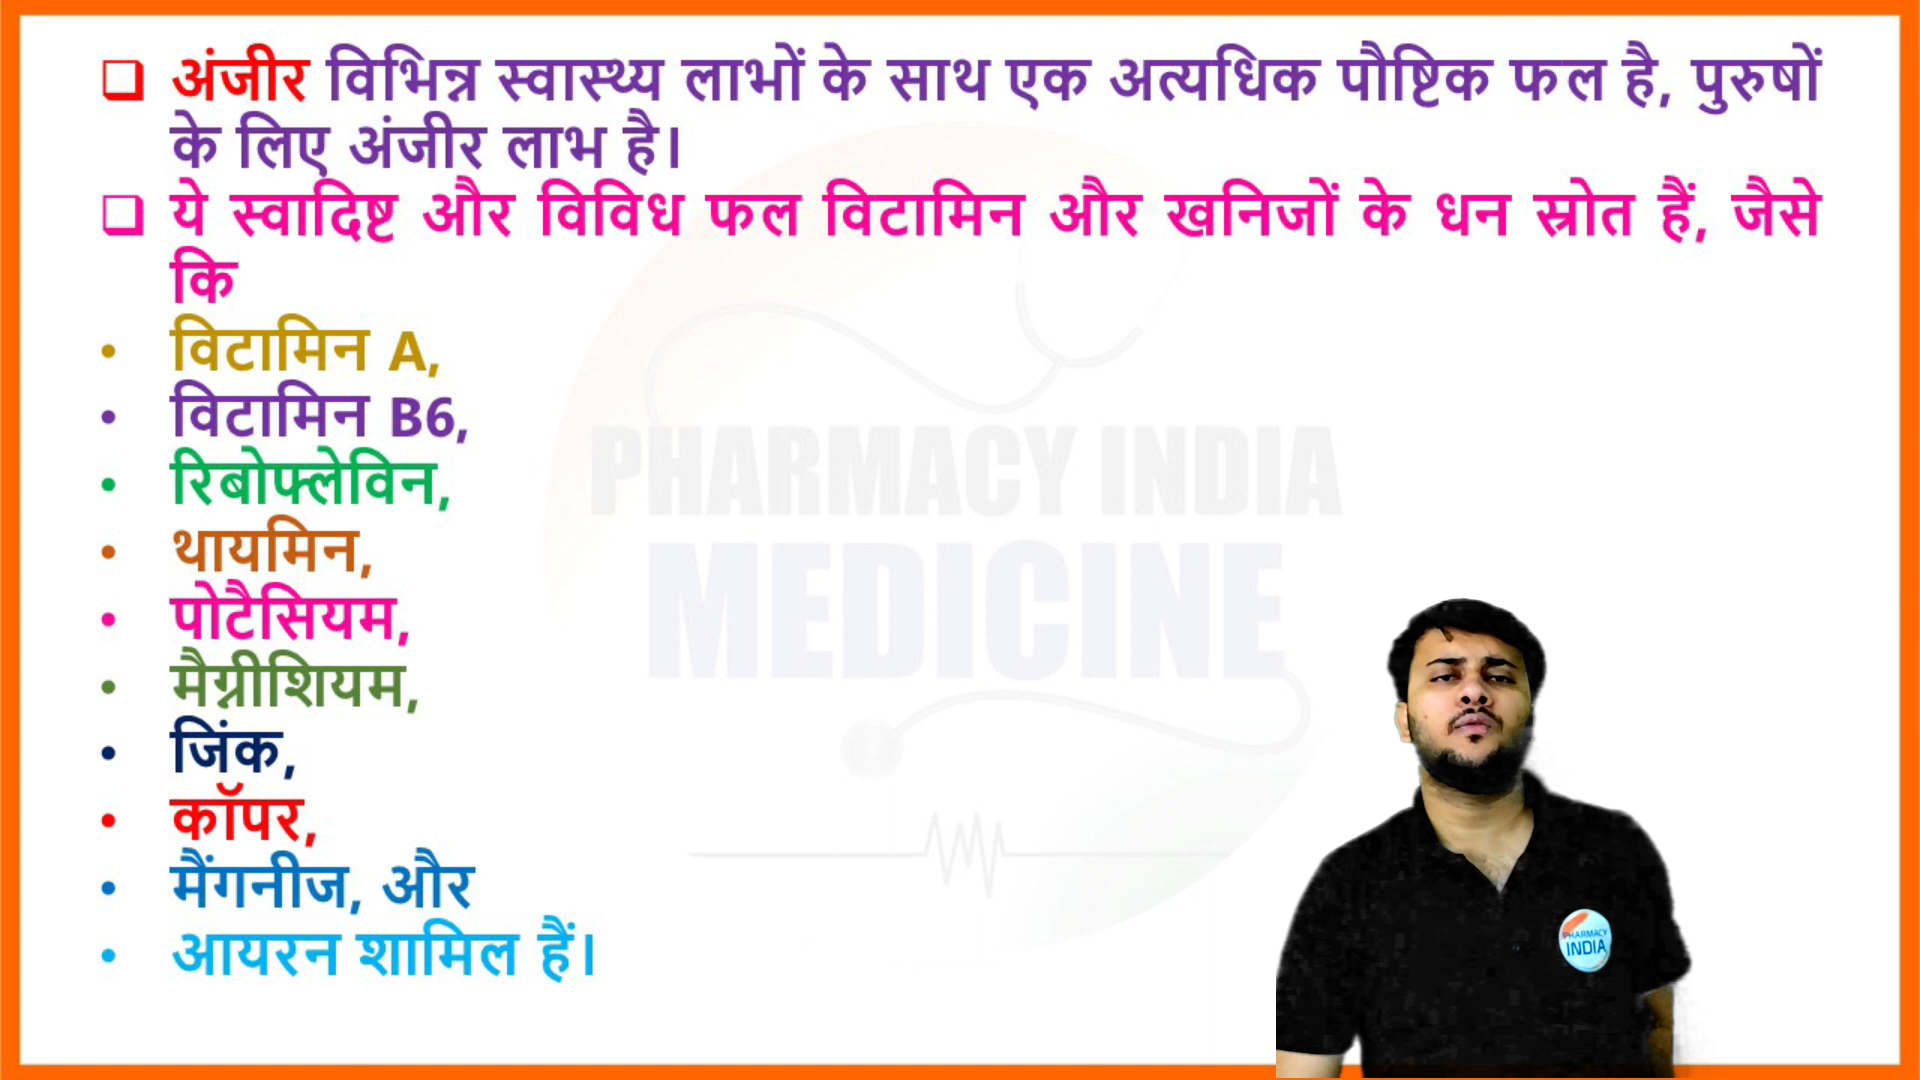 अंजीर विभिन्न स्वास्थ्य लाभों के साथ एक अत्यधिक पौष्टिक फल है, पुरुषों
के लिए अंजीर लाभ है।
ये स्वादिष्ट और विविध फल विटामिन और खनिजों के धन स्रोत हैं, जैसे
कि
• विटामिन A,
• विटामिन B6,
• रिबोफ्लेविन,
• थायमिन,
• पोटैसियम,
• मैग्नीशियम,
• जिंक,
• कॉपर,
• मैंगनीज, और
• आयरन शामिल हैं।
PHARMACY INDIA
MEDICINE
PHARMACY
INDIA